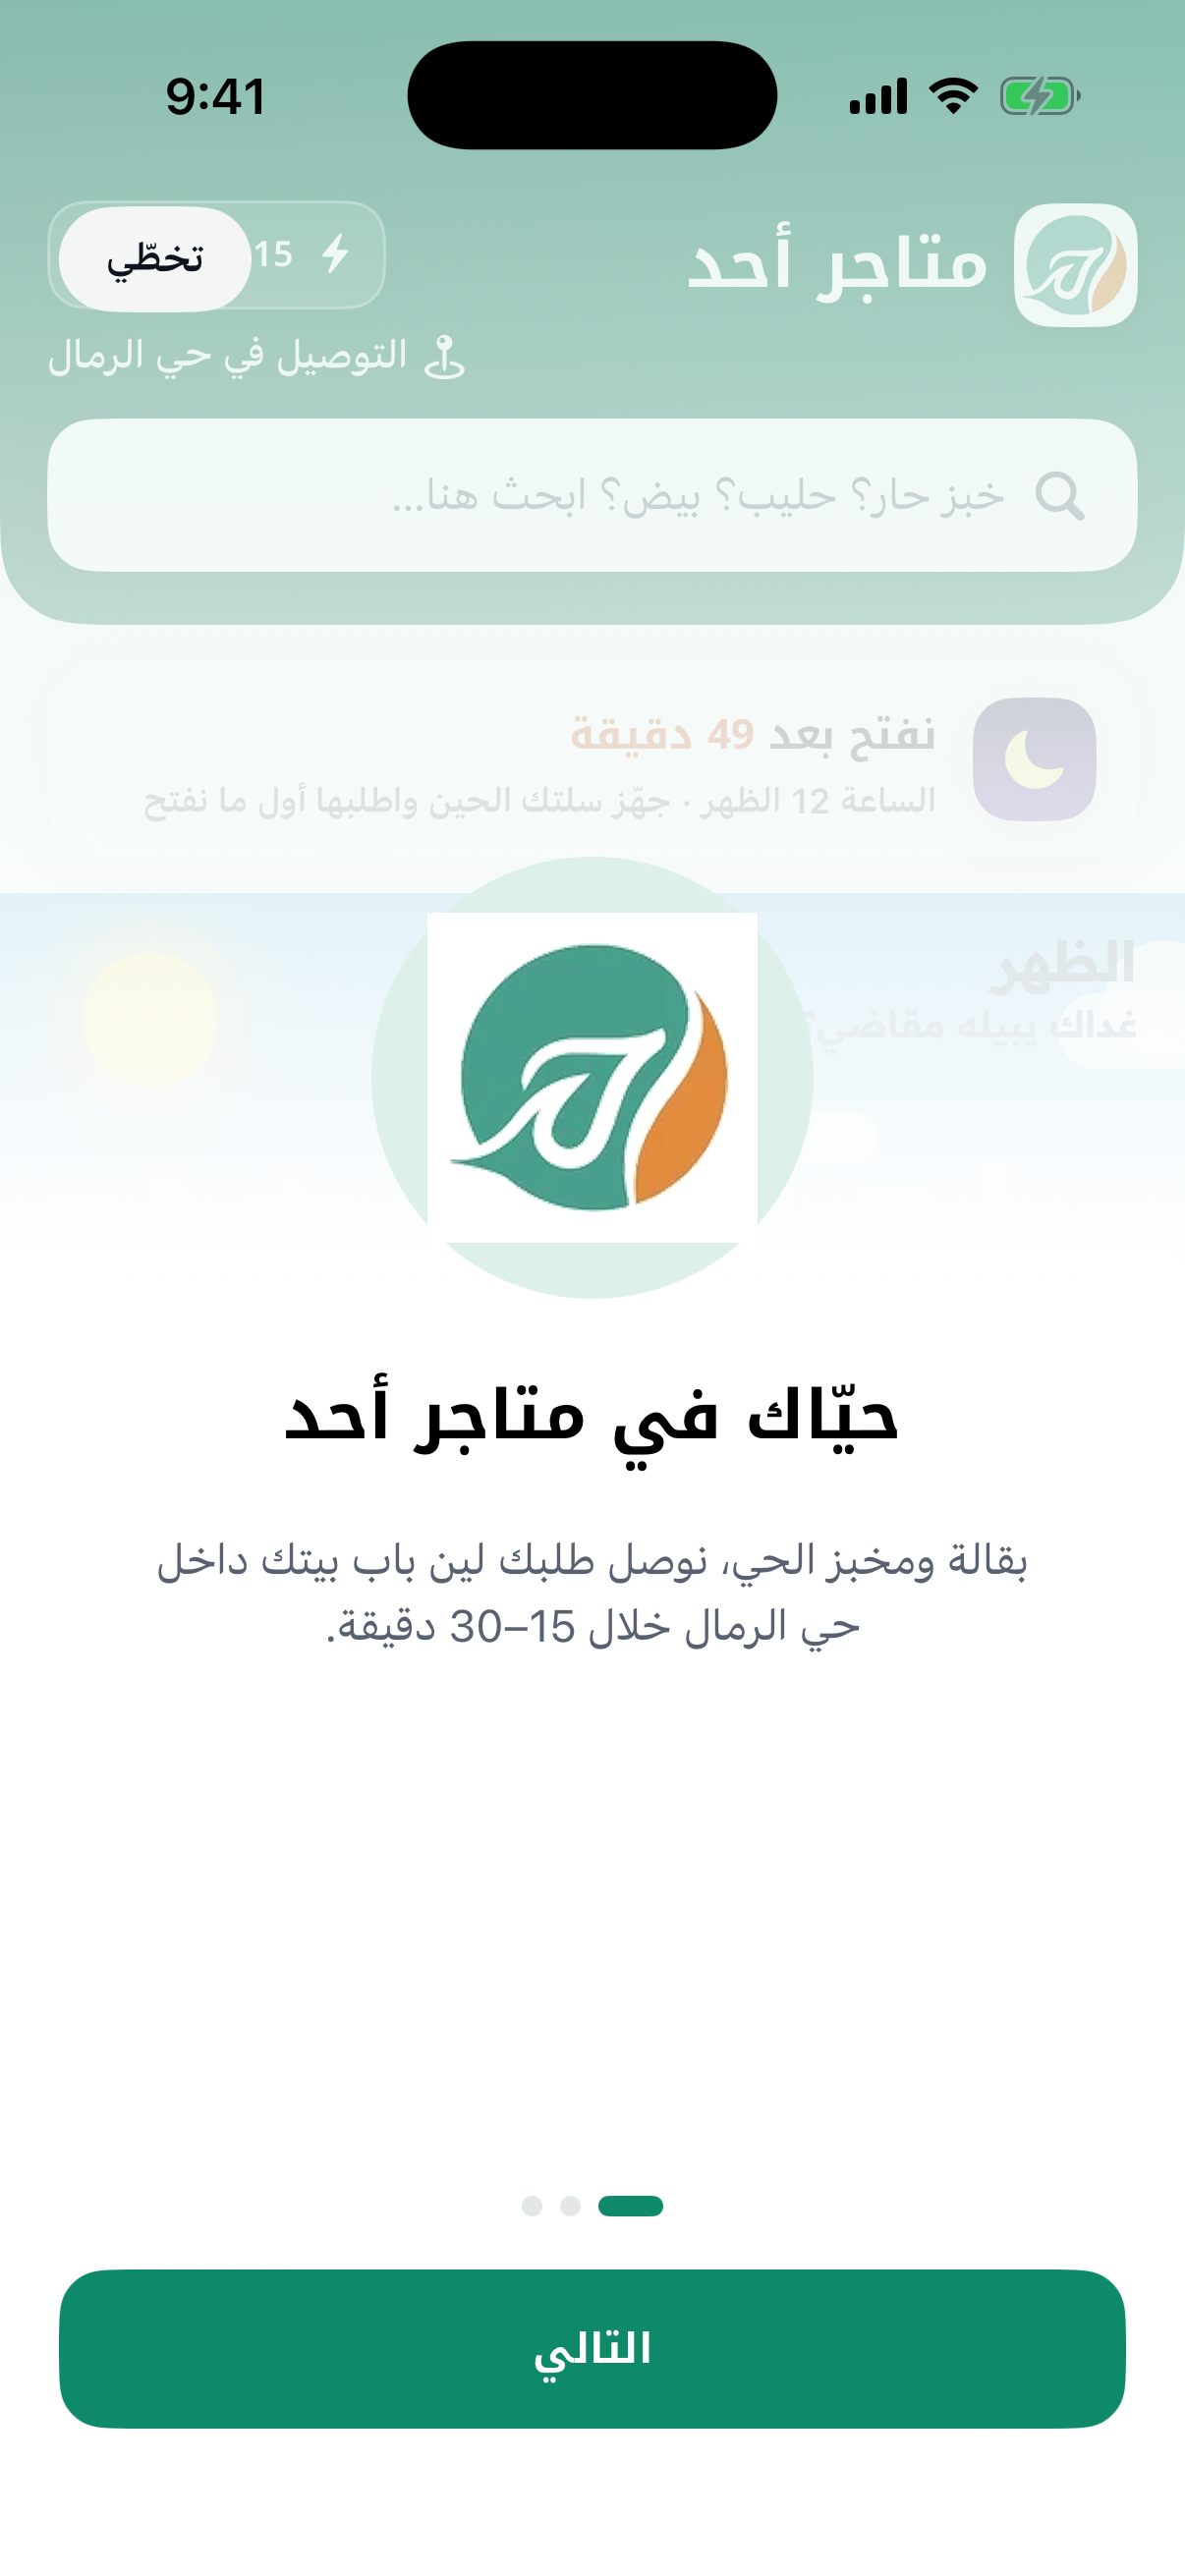 9:41
متاجر أحد
15
تخطّي
التوصيل في حي الرمال
خبز حار؟ حليب؟ بيض؟ ابحث هنا...
نفتح بعد 49 دقيقة
الساعة 12 الظهر · جهّز سلتك الحين واطلبها أول ما نفتح
الظهر
غداك يبيله مقاضي؟
حيّاك في متاجر أحد
بقالة ومخبز الحي، نوصل طلبك لين باب بيتك داخل
حي الرمال خلال 15–30 دقيقة.
التالي